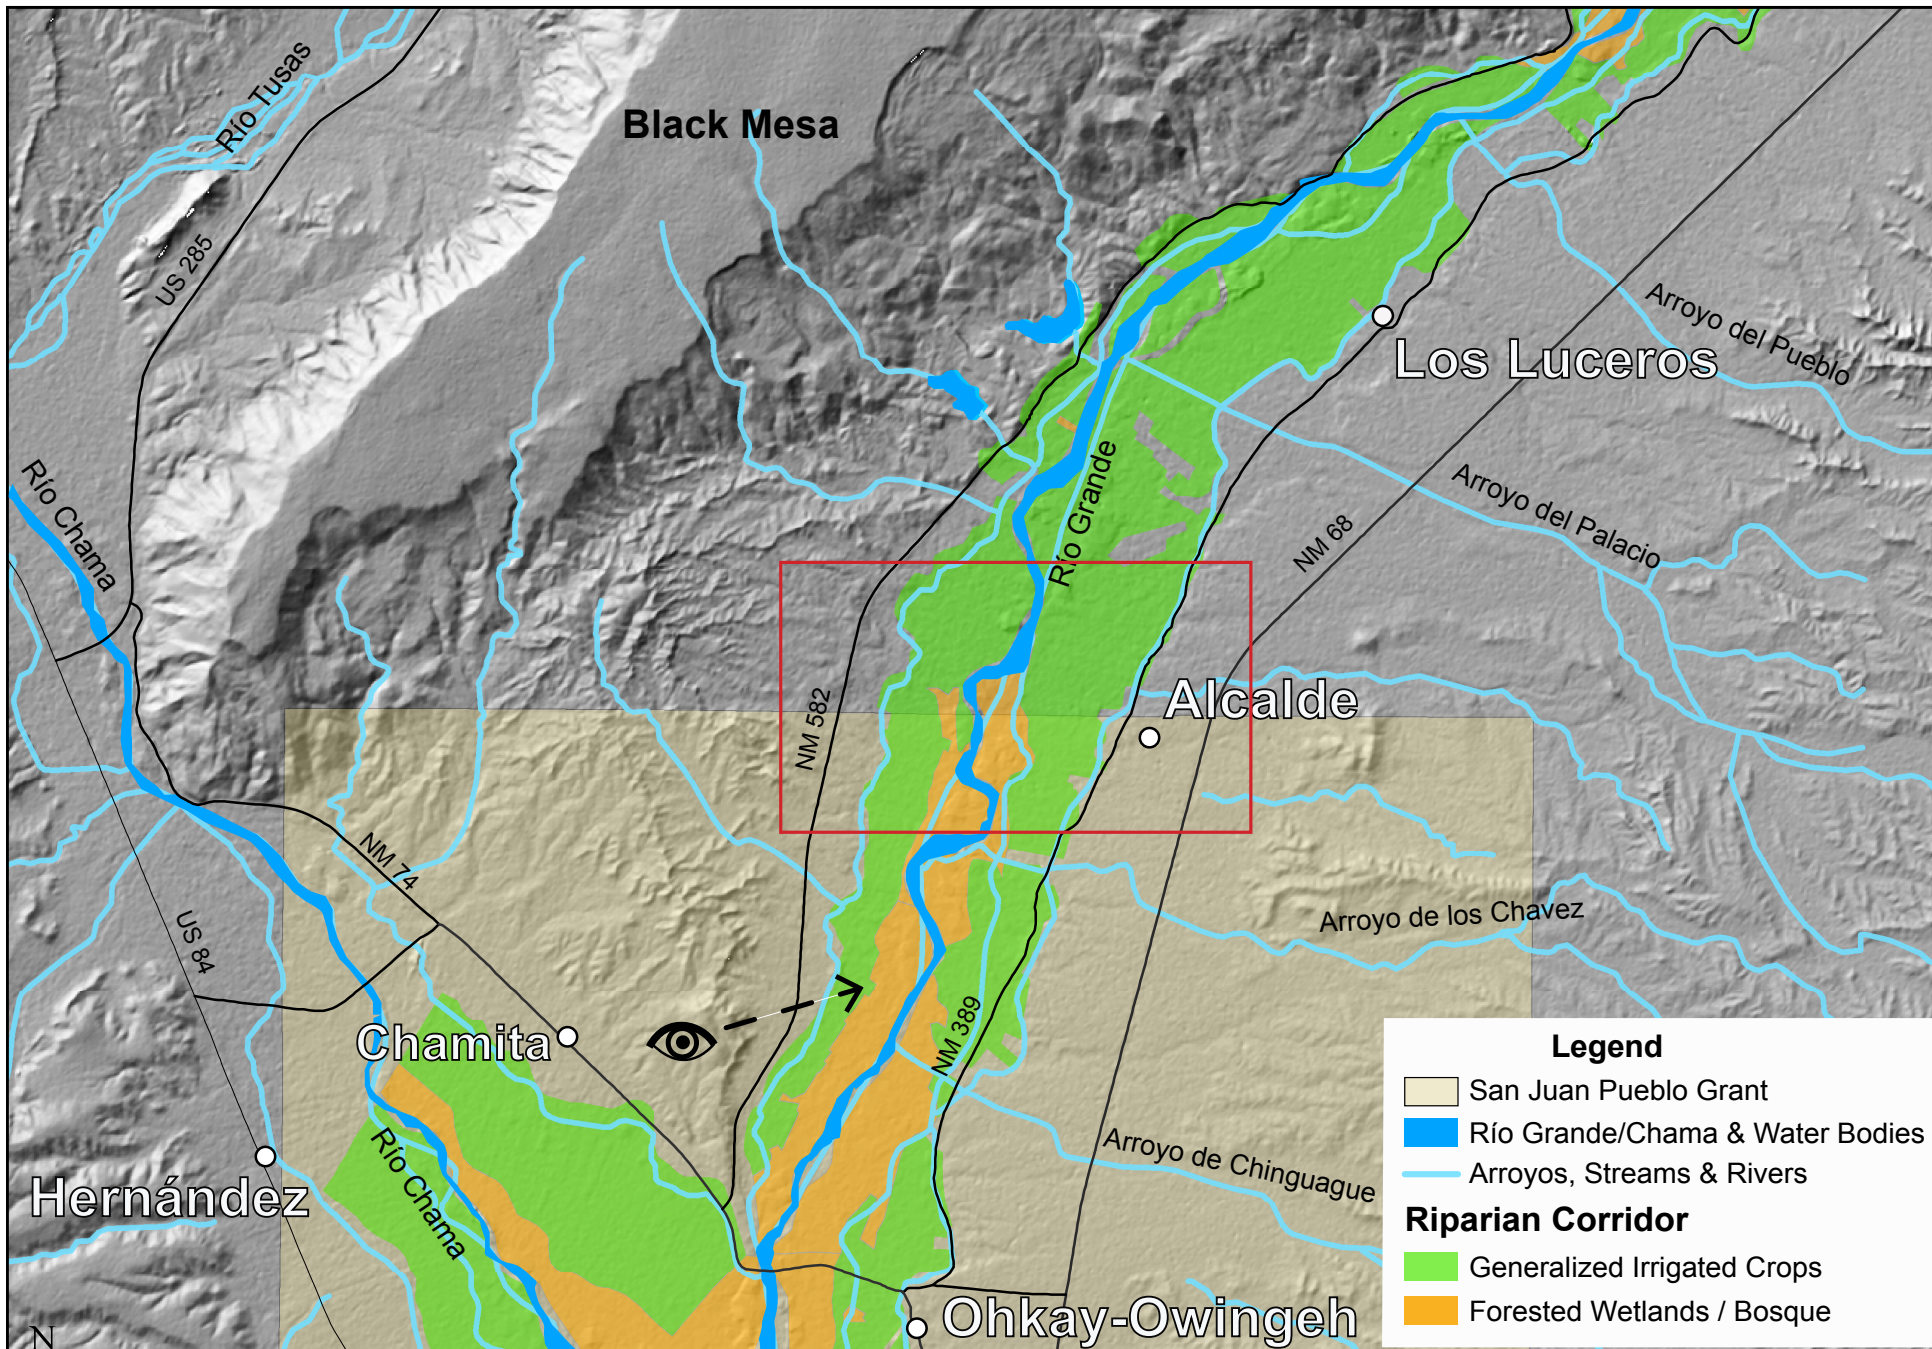 Río Tusas
Black Mesa
US 285
Arroyo del Pueblo
Los Luceros
Río Chama
Río Grande
Arroyo del Palacio
NM 68
NM 582
Alcalde
NM 74
US 84
Arroyo de los Chavez
Chamita
NM 389
Hernández
Río Chama
Arroyo de Chinguague
Ohkay-Owingeh
N
Legend
San Juan Pueblo Grant
Río Grande/Chama & Water Bodies
Arroyos, Streams & Rivers
Riparian Corridor
Generalized Irrigated Crops
Forested Wetlands / Bosque